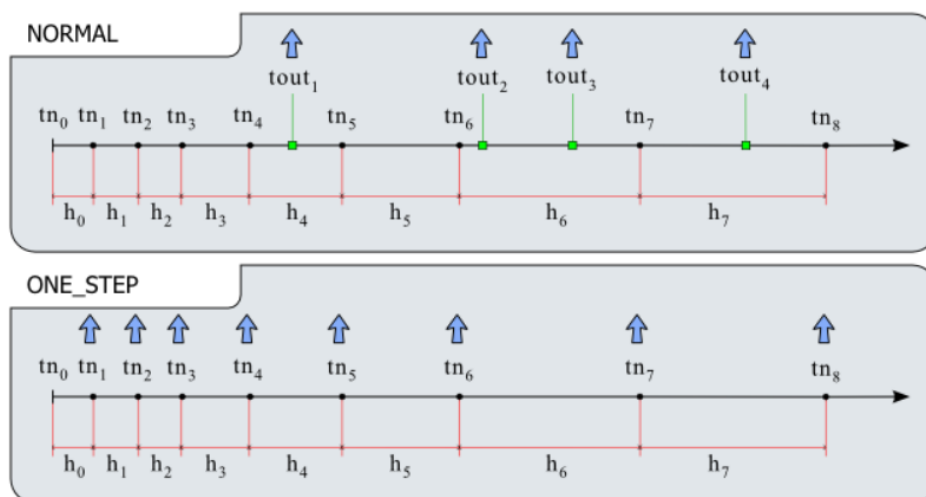 NORMAL
tout₁ tout₂ tout₃ tout₄
tn₀ tn₁ tn₂ tn₃ tn₄ tn₅ tn₆ tn₇ tn₈
h₀ h₁ h₂ h₃ h₄ h₅ h₆ h₇
ONE_STEP
tn₀ tn₁ tn₂ tn₃ tn₄ tn₅ tn₆ tn₇ tn₈
h₀ h₁ h₂ h₃ h₄ h₅ h₆ h₇